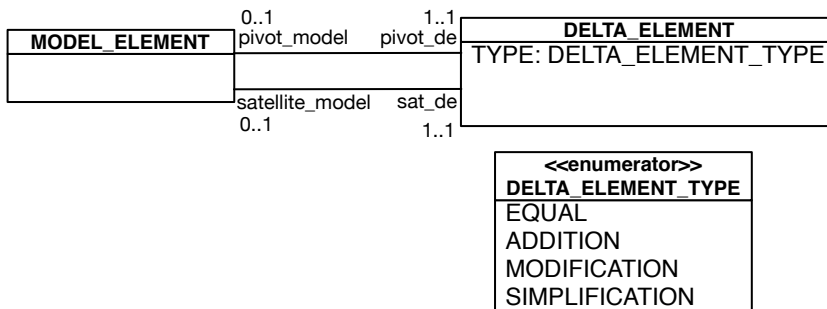 0..1
1..1
MODEL_ELEMENT
pivot_model
pivot_de
DELTA_ELEMENT
TYPE: DELTA_ELEMENT_TYPE
satellite_model
sat_de
0..1
1..1
<<enumerator>>
DELTA_ELEMENT_TYPE
EQUAL
ADDITION
MODIFICATION
SIMPLIFICATION